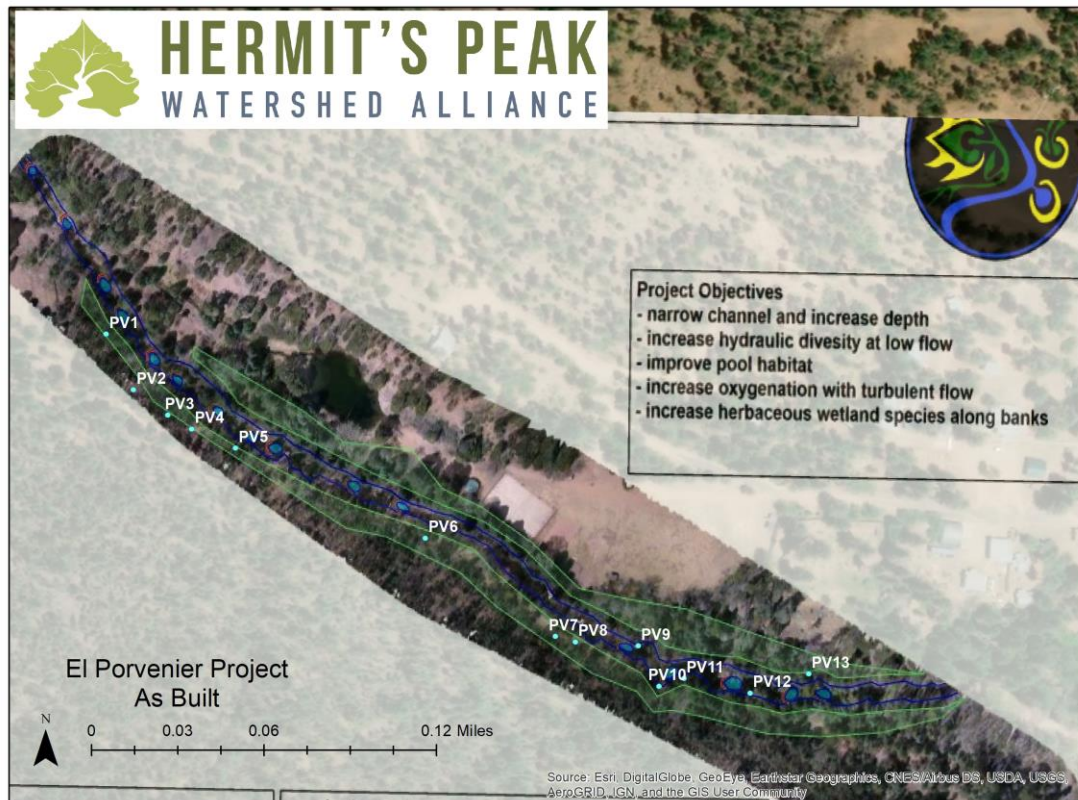 HERMIT'S PEAK
WATERSHED ALLIANCE
Project Objectives
- narrow channel and increase depth
- increase hydraulic divesity at low flow
- improve pool habitat
- increase oxygenation with turbulent flow
- increase herbaceous wetland species along banks
PV1
PV2
PV3
PV4
PV5
PV6
PV7
PV8
PV9
PV10
PV11
PV12
PV13
El Porvenier Project
As Built
N
0 0.03 0.06 0.12 Miles
Source: Esri, DigitalGlobe, GeoEye, Earthstar Geographics, CNES/Airbus DS, USDA, USGS,
AeroGRID, IGN, and the GIS User Community